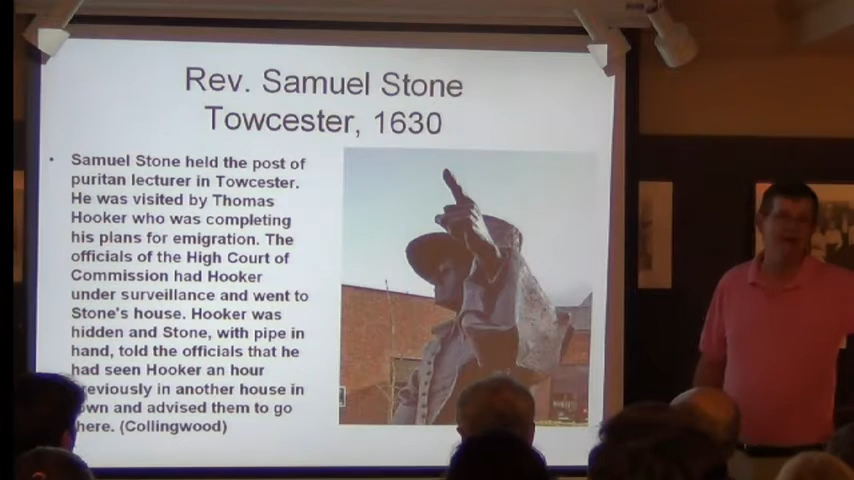 Rev. Samuel Stone
Towcester, 1630
• Samuel Stone held the post of
puritan lecturer in Towcester.
He was visited by Thomas
Hooker who was completing
his plans for emigration. The
officials of the High Court of
Commission had Hooker
under surveillance and went to
Stone's house. Hooker was
hidden and Stone, with pipe in
hand, told the officials that he
had seen Hooker an hour
reviously in another house in
own and advised them to go
here. (Collingwood)